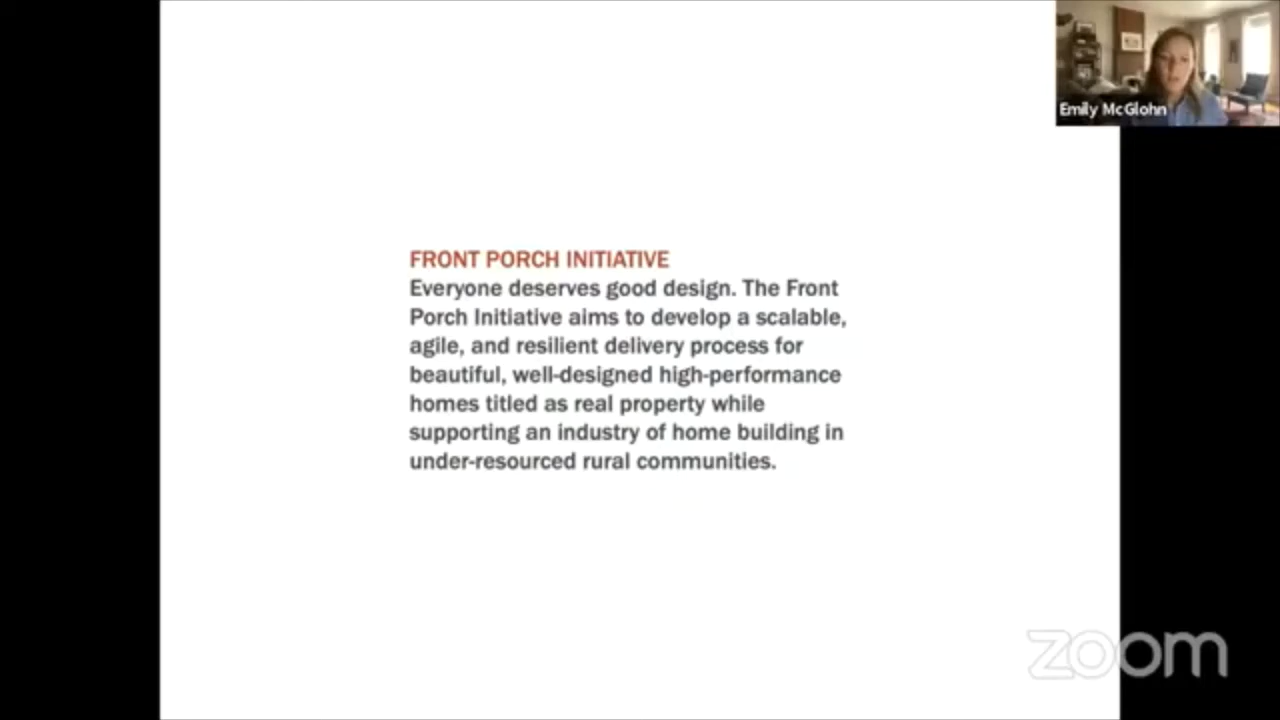 Emily McGlohn
FRONT PORCH INITIATIVE
Everyone deserves good design. The Front
Porch Initiative aims to develop a scalable,
agile, and resilient delivery process for
beautiful, well-designed high-performance
homes titled as real property while
supporting an industry of home building in
under-resourced rural communities.
zoom